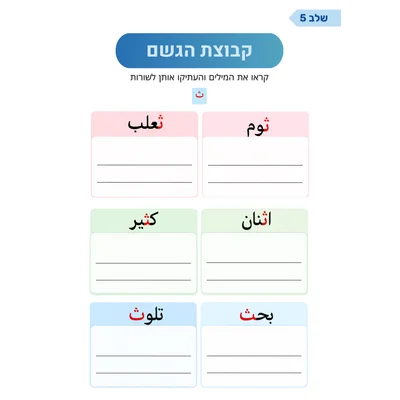 שלב 5
קבוצת הגשם
קראו את המילים והעתיקו אותן לשורות
ث
ثوم
ثعلب
اثنان
كثير
بحث
تلوث